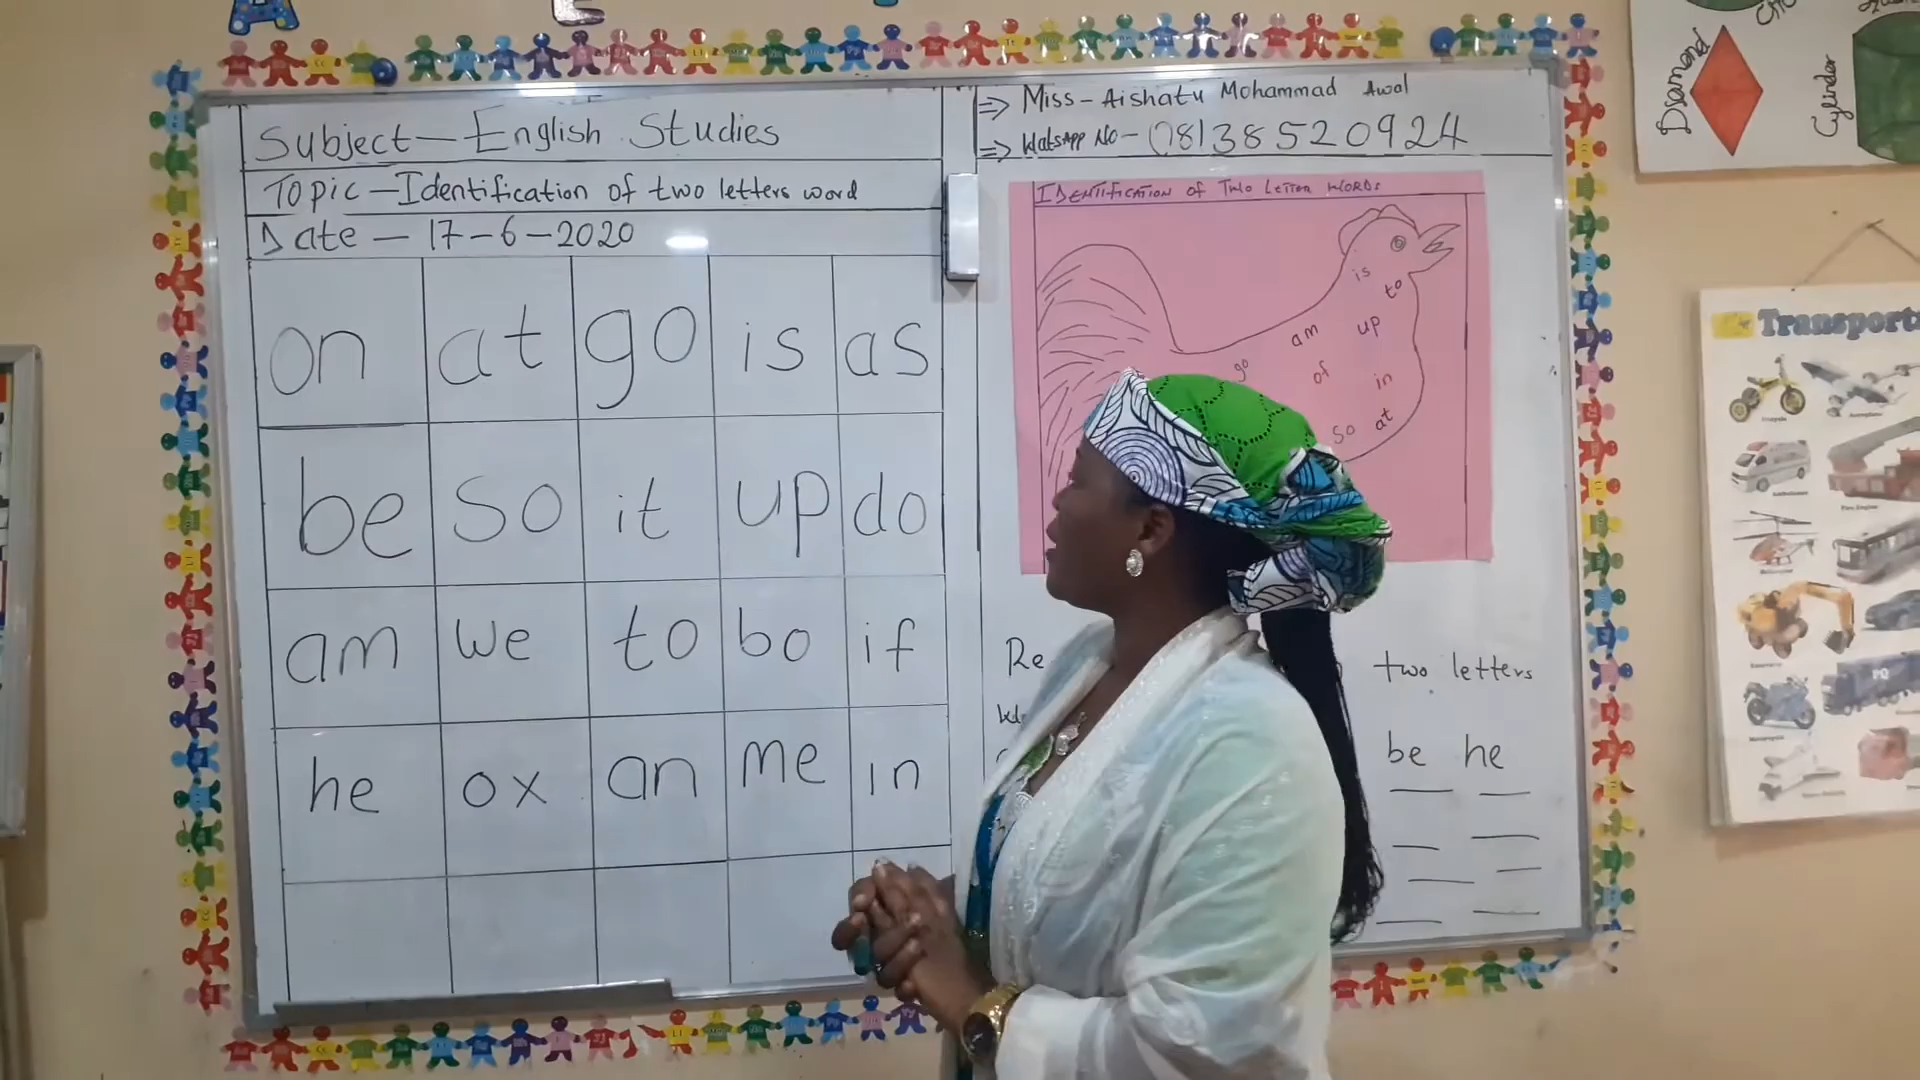 Subject - English Studies
Topic - Identification of two letters word
Date - 17-6-2020
on at go is as
be so it up do
am we to bo if
he ox an me in
⇒ Miss - Aishatu Mohammad Awal
⇒ WatsApp No - 08138520924
IDENTIFICATION of Two Letter WORDS
is
to
am up
go of in
so at
two letters
be he
Diamond
Cylinder
Transport